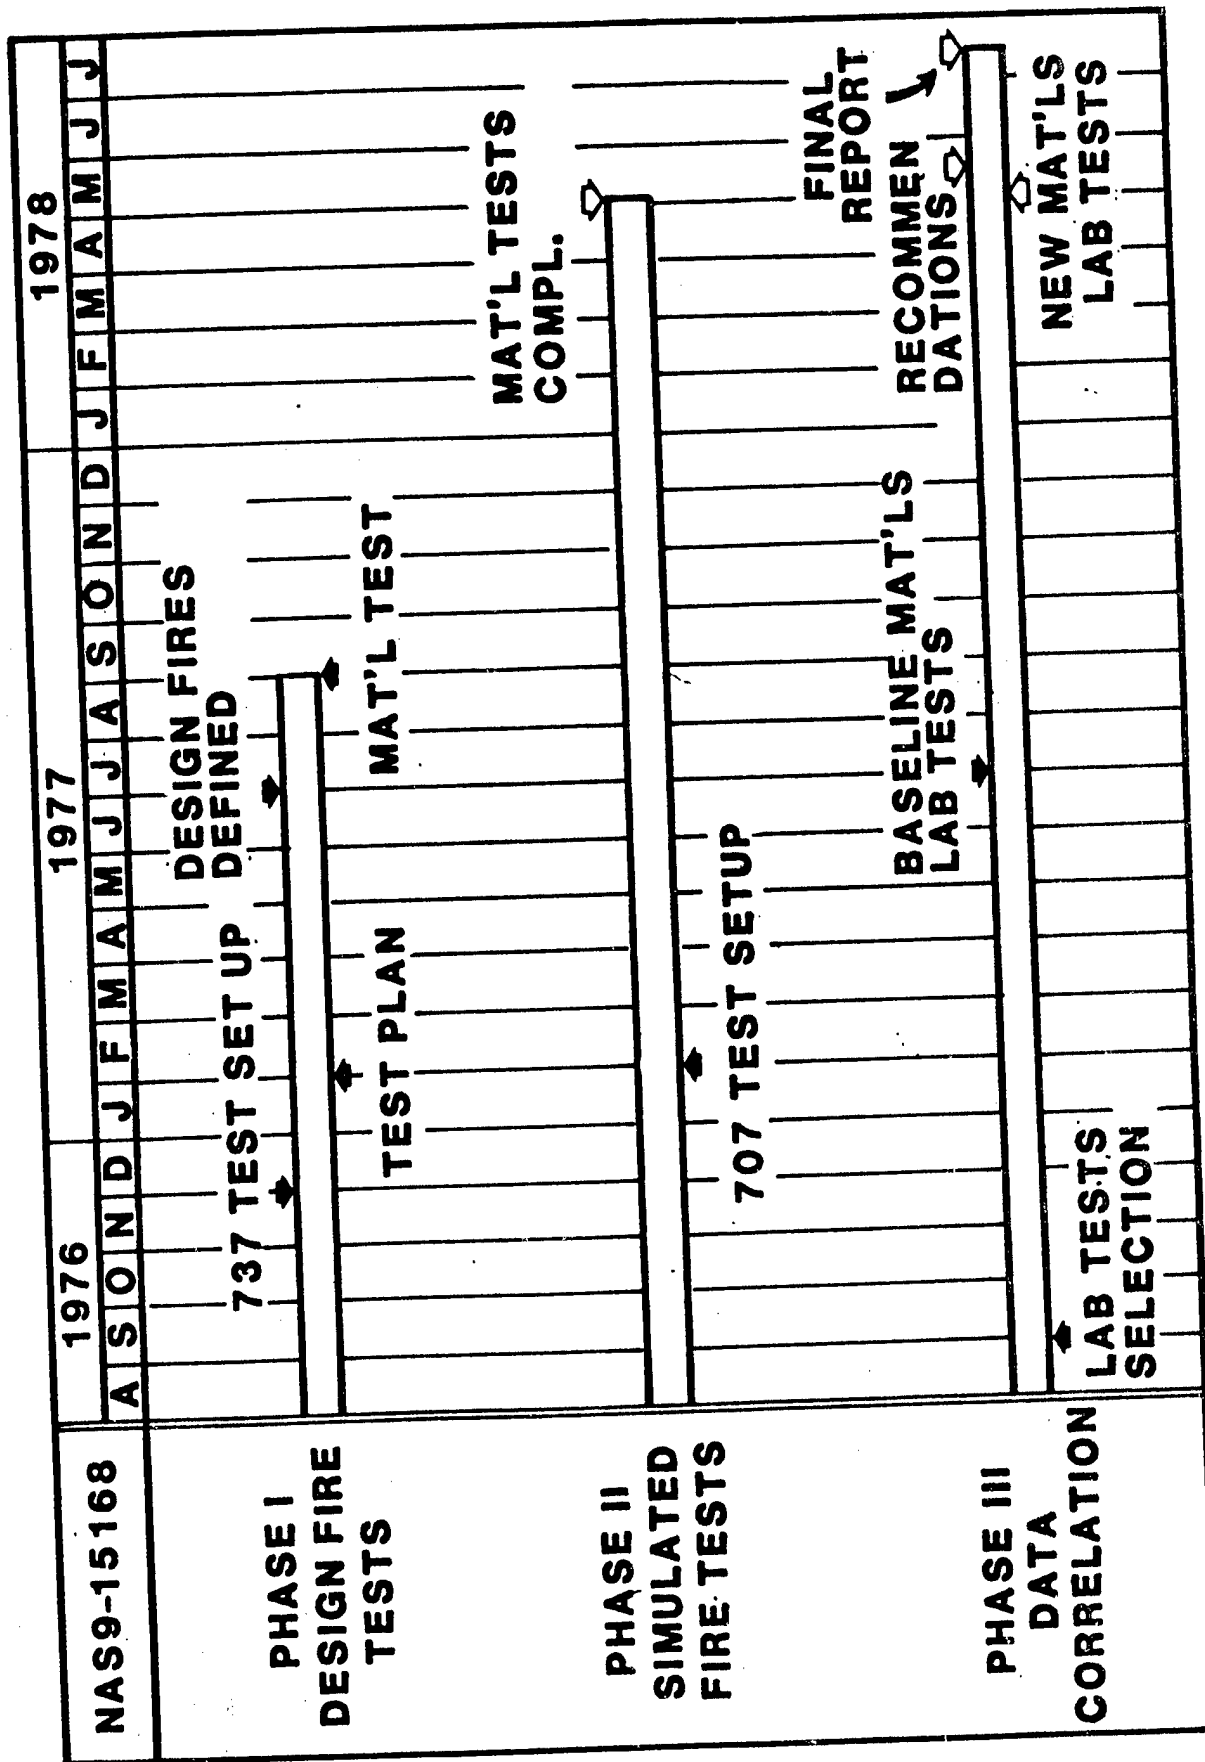 NAS9-15168
1976
1977
1978
A S O N D J F M A M J J A S O N D J F M A M J J
PHASE I
DESIGN FIRE
TESTS
737 TEST SET UP
DESIGN FIRES
DEFINED
TEST PLAN
MAT'L TEST
PHASE II
SIMULATED
FIRE TESTS
MAT'L TESTS
COMPL.
707 TEST SETUP
PHASE III
DATA
CORRELATION
FINAL
REPORT
RECOMMEN
DATIONS
BASELINE MAT'LS
LAB TESTS
LAB TESTS
SELECTION
NEW MAT'LS
LAB TESTS